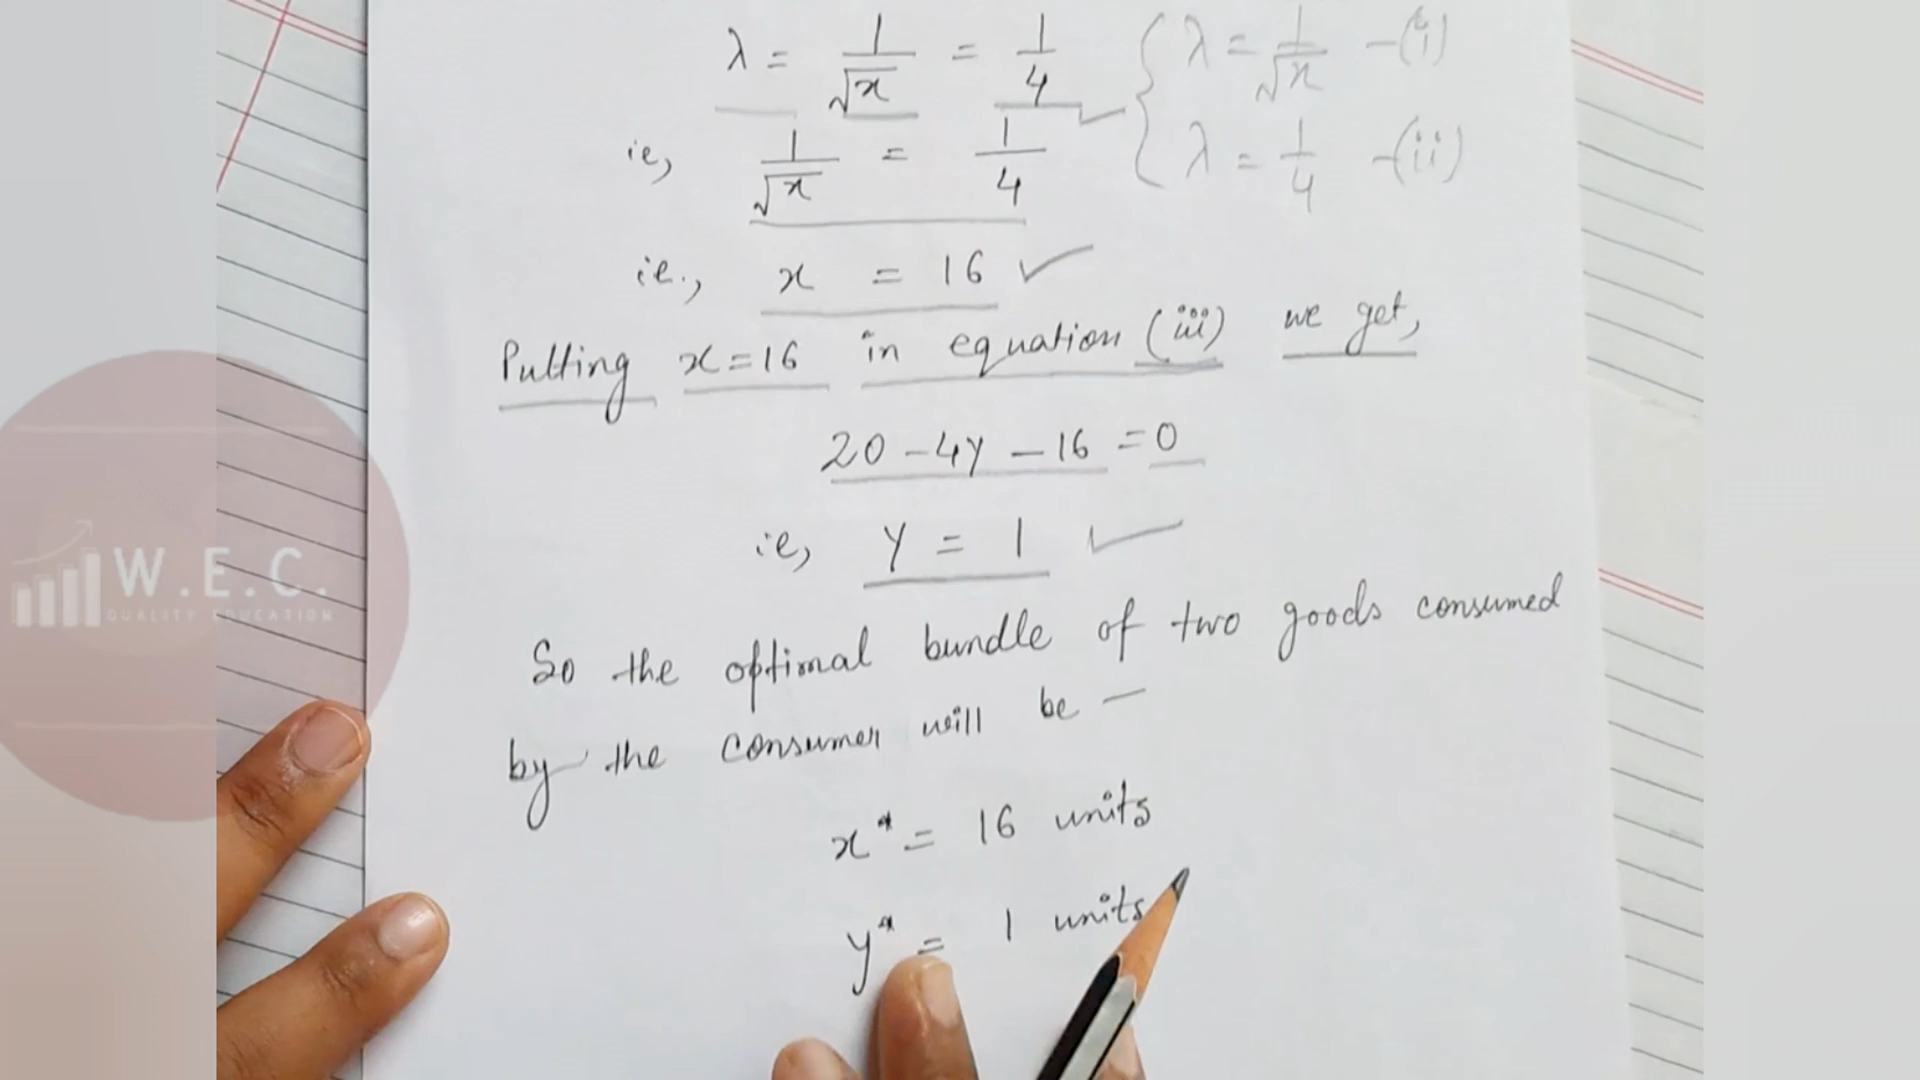 λ = 1/√x = 1/4 { λ = 1/√x - (i)
λ = 1/4 - (ii)
ie, 1/√x = 1/4
ie., x = 16 ✓
Putting x=16 in equation (iii) we get,
20 - 4y - 16 = 0
ie, y = 1 ✓
So the optimal bundle of two goods consumed
by the consumer will be —
x* = 16 units
y* = 1 units
W.E.C.
QUALITY EDUCATION